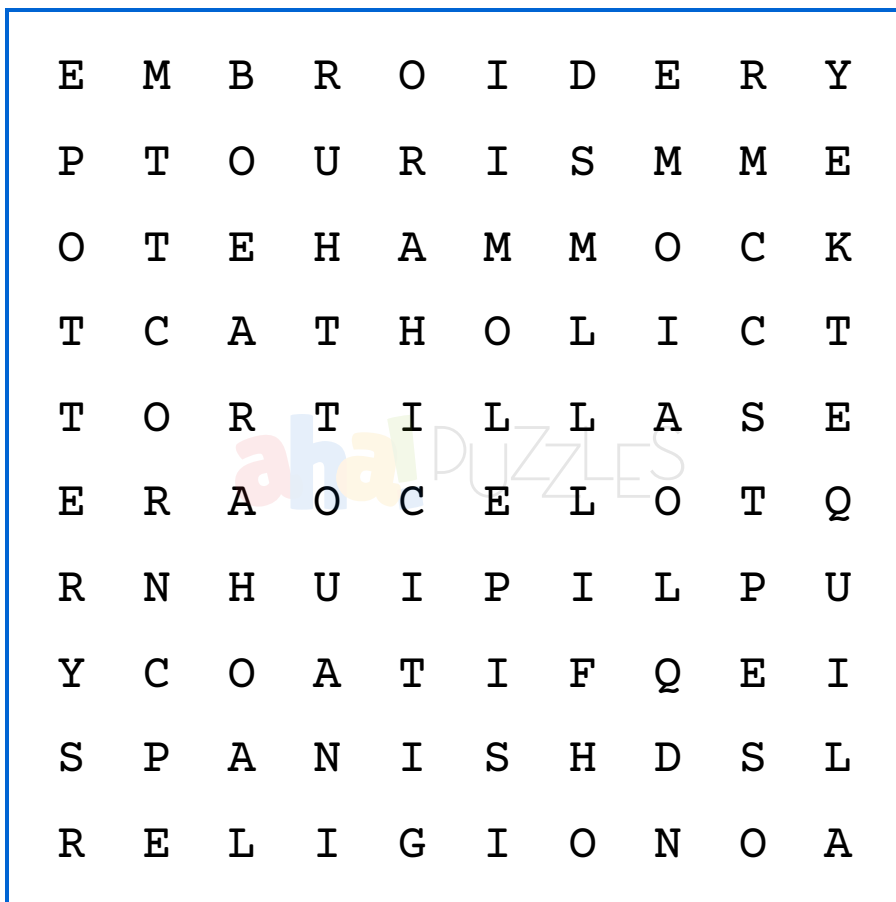 E M B R O I D E R Y
P T O U R I S M M E
O T E H A M M O C K
T C A T H O L I C T
T O R T I L L A S E
aha! PUZZLES
E R A O C E L O T Q
R N H U I P I L P U
Y C O A T I F Q E I
S P A N I S H D S L
R E L I G I O N O A